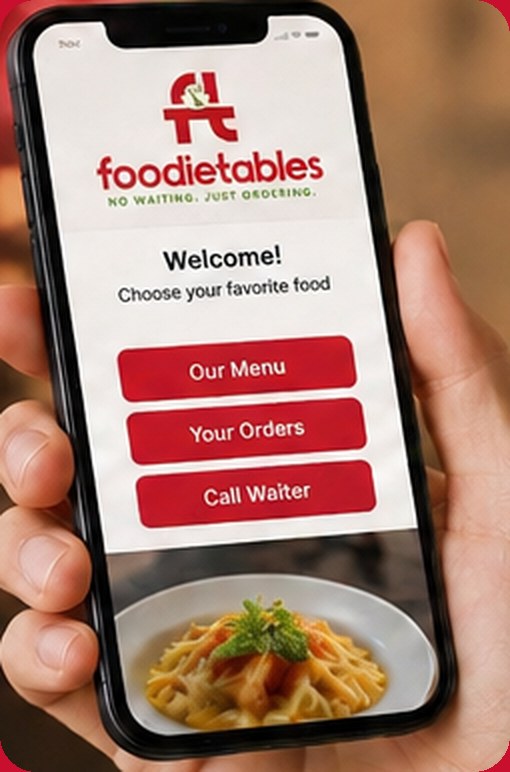 foodietables
NO WAITING. JUST ORDERING.
Welcome!
Choose your favorite food
Our Menu
Your Orders
Call Waiter